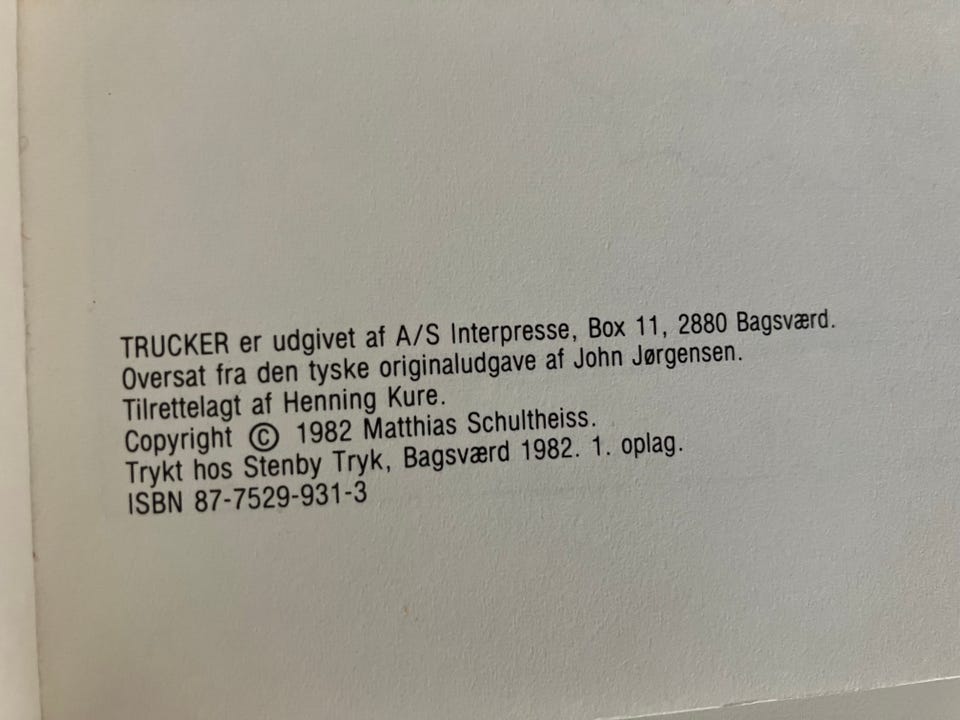 TRUCKER er udgivet af A/S Interpresse, Box 11, 2880 Bagsværd.
Oversat fra den tyske originaludgave af John Jørgensen.
Tilrettelagt af Henning Kure.
Copyright © 1982 Matthias Schultheiss.
Trykt hos Stenby Tryk, Bagsværd 1982. 1. oplag.
ISBN 87-7529-931-3